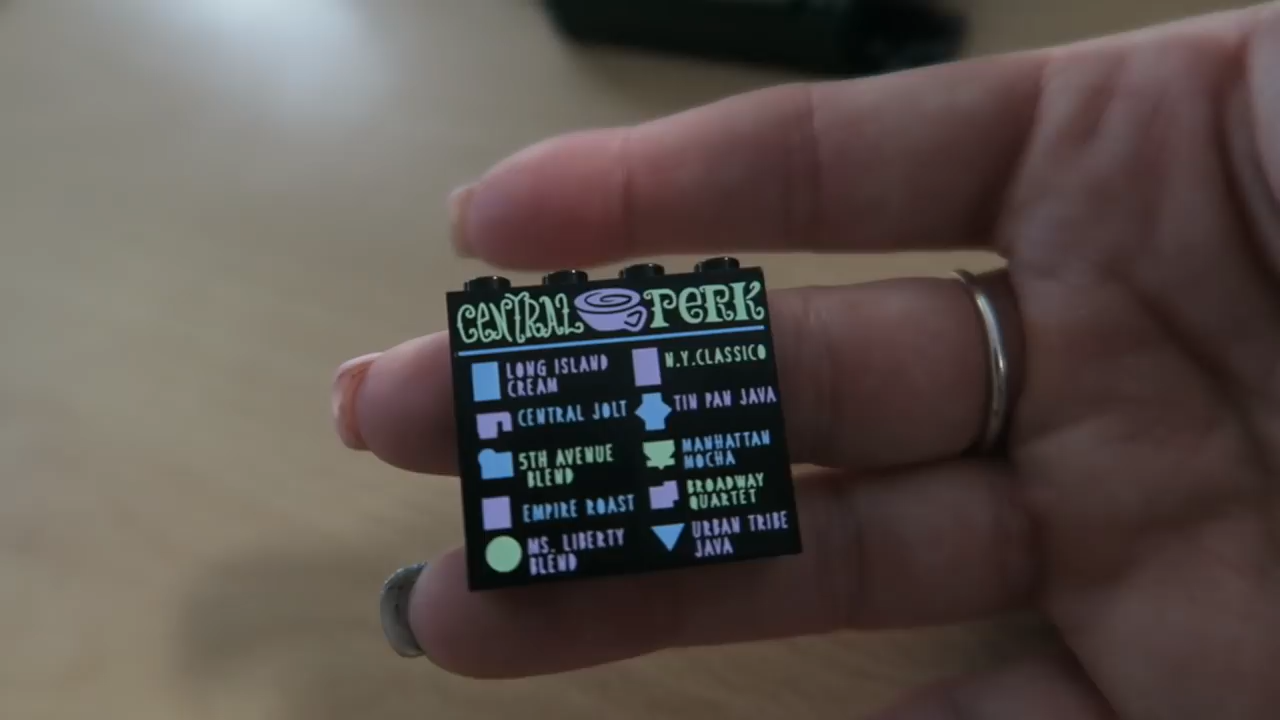 CENTRAL PERK
LONG ISLAND
CREAM
CENTRAL JOLT
5TH AVENUE
BLEND
EMPIRE ROAST
MS. LIBERTY
BLEND
N.Y.CLASSICO
TIN PAN JAVA
MANHATTAN
MOCHA
BROADWAY
QUARTET
URBAN TRIBE
JAVA